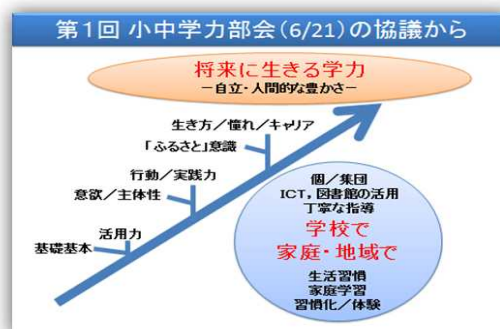 第1回 小中学力部会(6/21)の協議から
将来に生きる学力
－自立・人間的な豊かさ－
生き方／憧れ／キャリア
「ふるさと」意識
行動／実践力
意欲／主体性
活用力
基礎基本
個／集団
ICT，図書館の活用
丁寧な指導
学校で
家庭・地域で
生活習慣
家庭学習
習慣化／体験